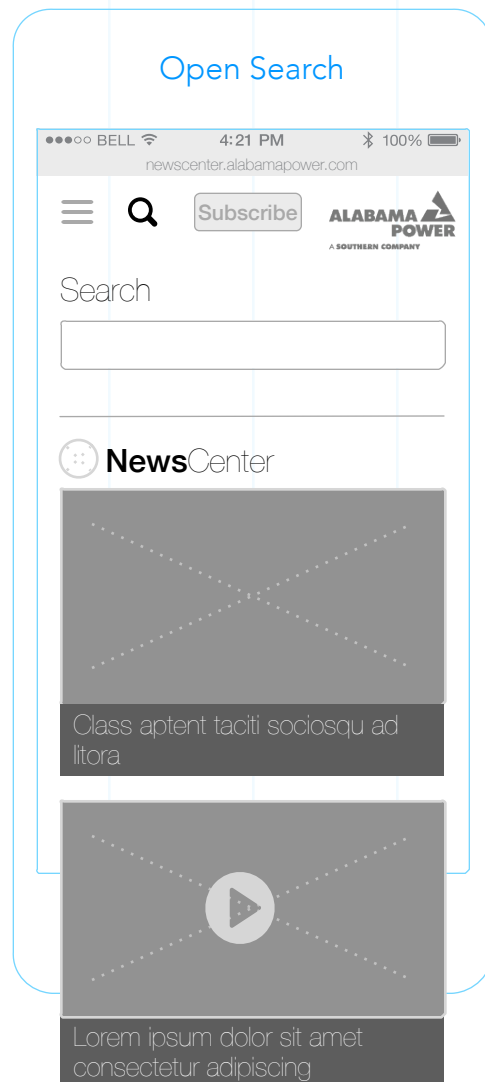 Open Search
BELL 4:21 PM 100%
newscenter.alabamapower.com
Subscribe
ALABAMA
POWER
A SOUTHERN COMPANY
Search
NewsCenter
Class aptent taciti sociosqu ad
litora
Lorem ipsum dolor sit amet
consectetur adipiscing